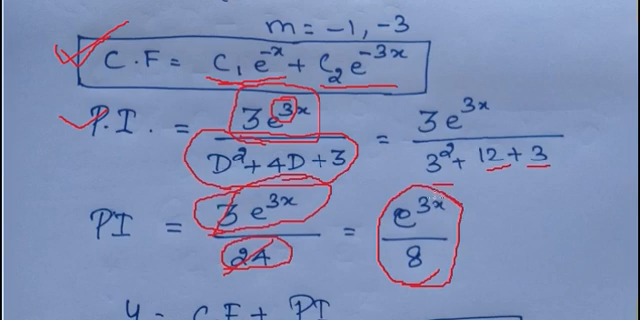 m = -1, -3
C.F = C₁e⁻ˣ + C₂e⁻³ˣ
P.I. = 3e³ˣ / D²+4D+3 = 3e³ˣ / 3²+12+3
PI = 3e³ˣ / 24 = e³ˣ / 8
y = C.F + PI